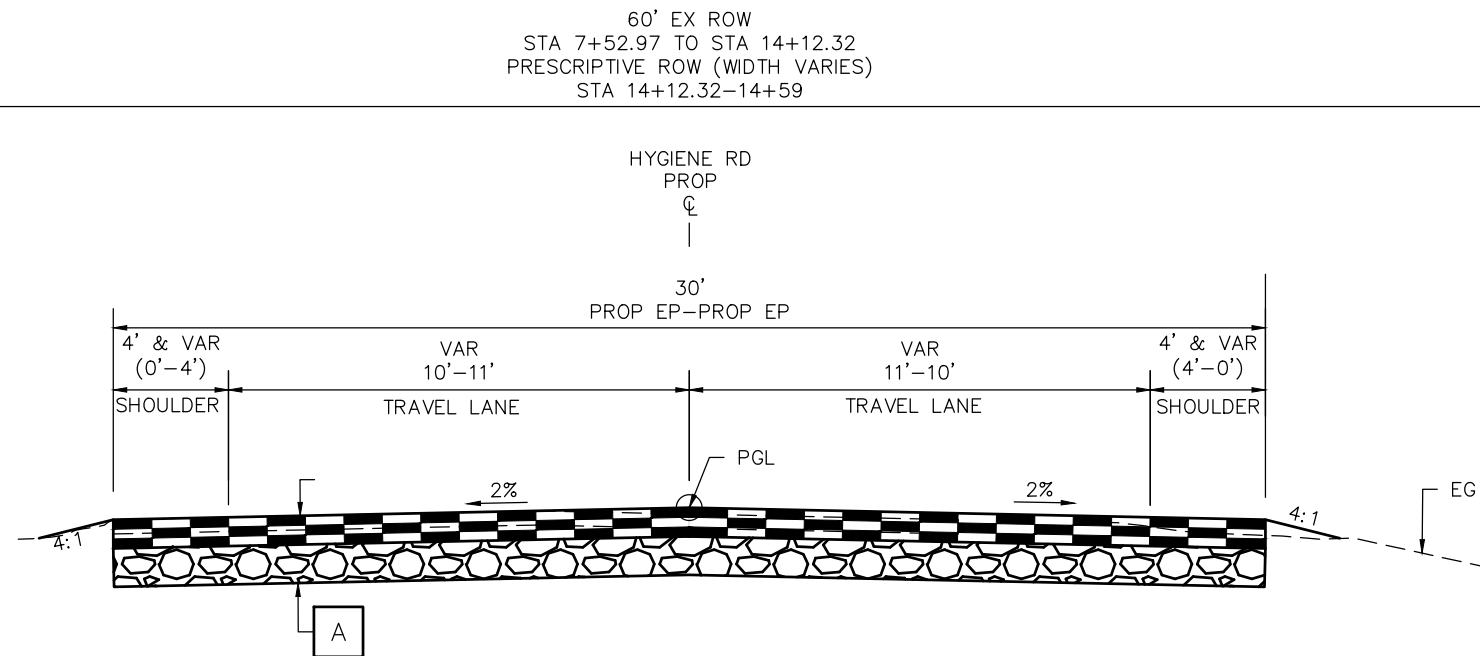 60' EX ROW
STA 7+52.97 TO STA 14+12.32
PRESCRIPTIVE ROW (WIDTH VARIES)
STA 14+12.32-14+59
HYGIENE RD
PROP
℄
30'
PROP EP-PROP EP
4' & VAR
(0'-4')
SHOULDER
VAR
10'-11'
TRAVEL LANE
VAR
11'-10'
TRAVEL LANE
4' & VAR
(4'-0')
SHOULDER
PGL
2%
2%
EG
4:1
4:1
A